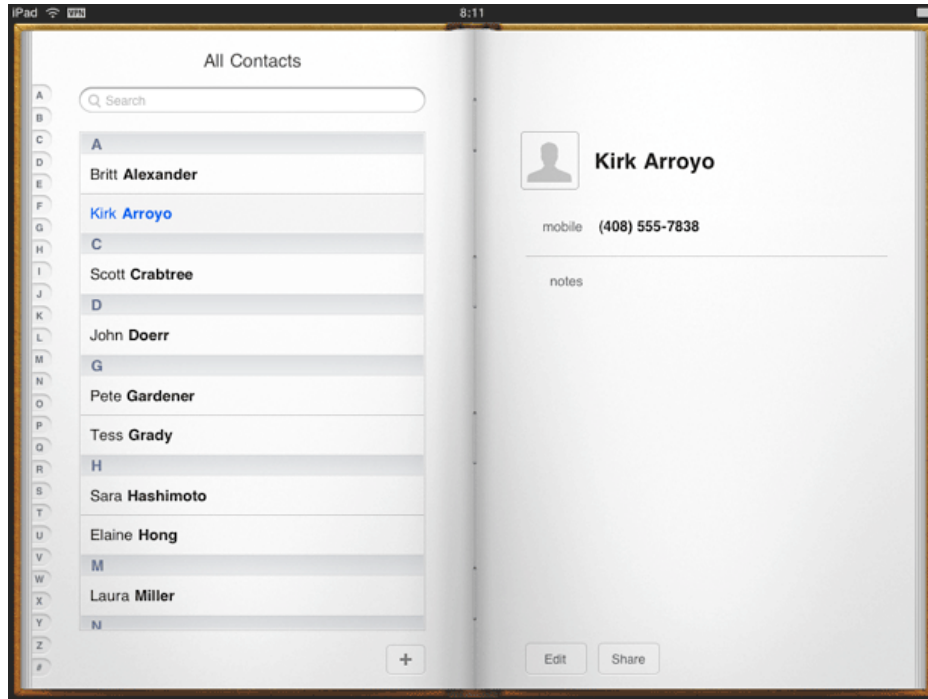 iPad VPN 8:11
All Contacts
Search
A
B
C
D
E
F
G
H
I
J
K
L
M
N
O
P
Q
R
S
T
U
V
W
X
Y
Z
#
A
Britt Alexander
Kirk Arroyo
C
Scott Crabtree
D
John Doerr
G
Pete Gardener
Tess Grady
H
Sara Hashimoto
Elaine Hong
M
Laura Miller
N
+
Kirk Arroyo
mobile (408) 555-7838
notes
Edit Share